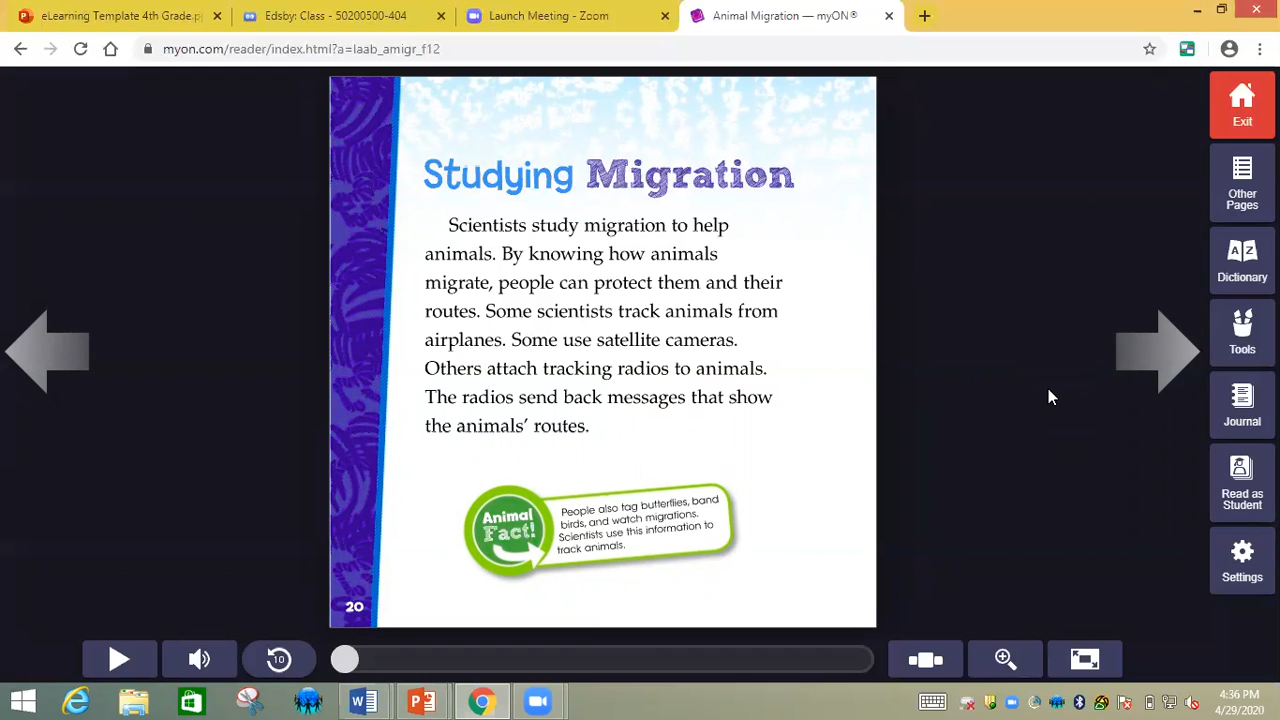 eLearning Template 4th Grade.p
Edsby: Class - 50200500-404
Launch Meeting - Zoom
Animal Migration — myON®
myon.com/reader/index.html?a=laab_amigr_f12
Studying Migration
Scientists study migration to help
animals. By knowing how animals
migrate, people can protect them and their
routes. Some scientists track animals from
airplanes. Some use satellite cameras.
Others attach tracking radios to animals.
The radios send back messages that show
the animals’ routes.
Animal
Fact!
People also tag butterflies, band
birds, and watch migrations.
Scientists use this information to
track animals.
20
Exit
Other
Pages
A Z
Dictionary
Tools
Journal
Read as
Student
Settings
10
4:36 PM
4/29/2020